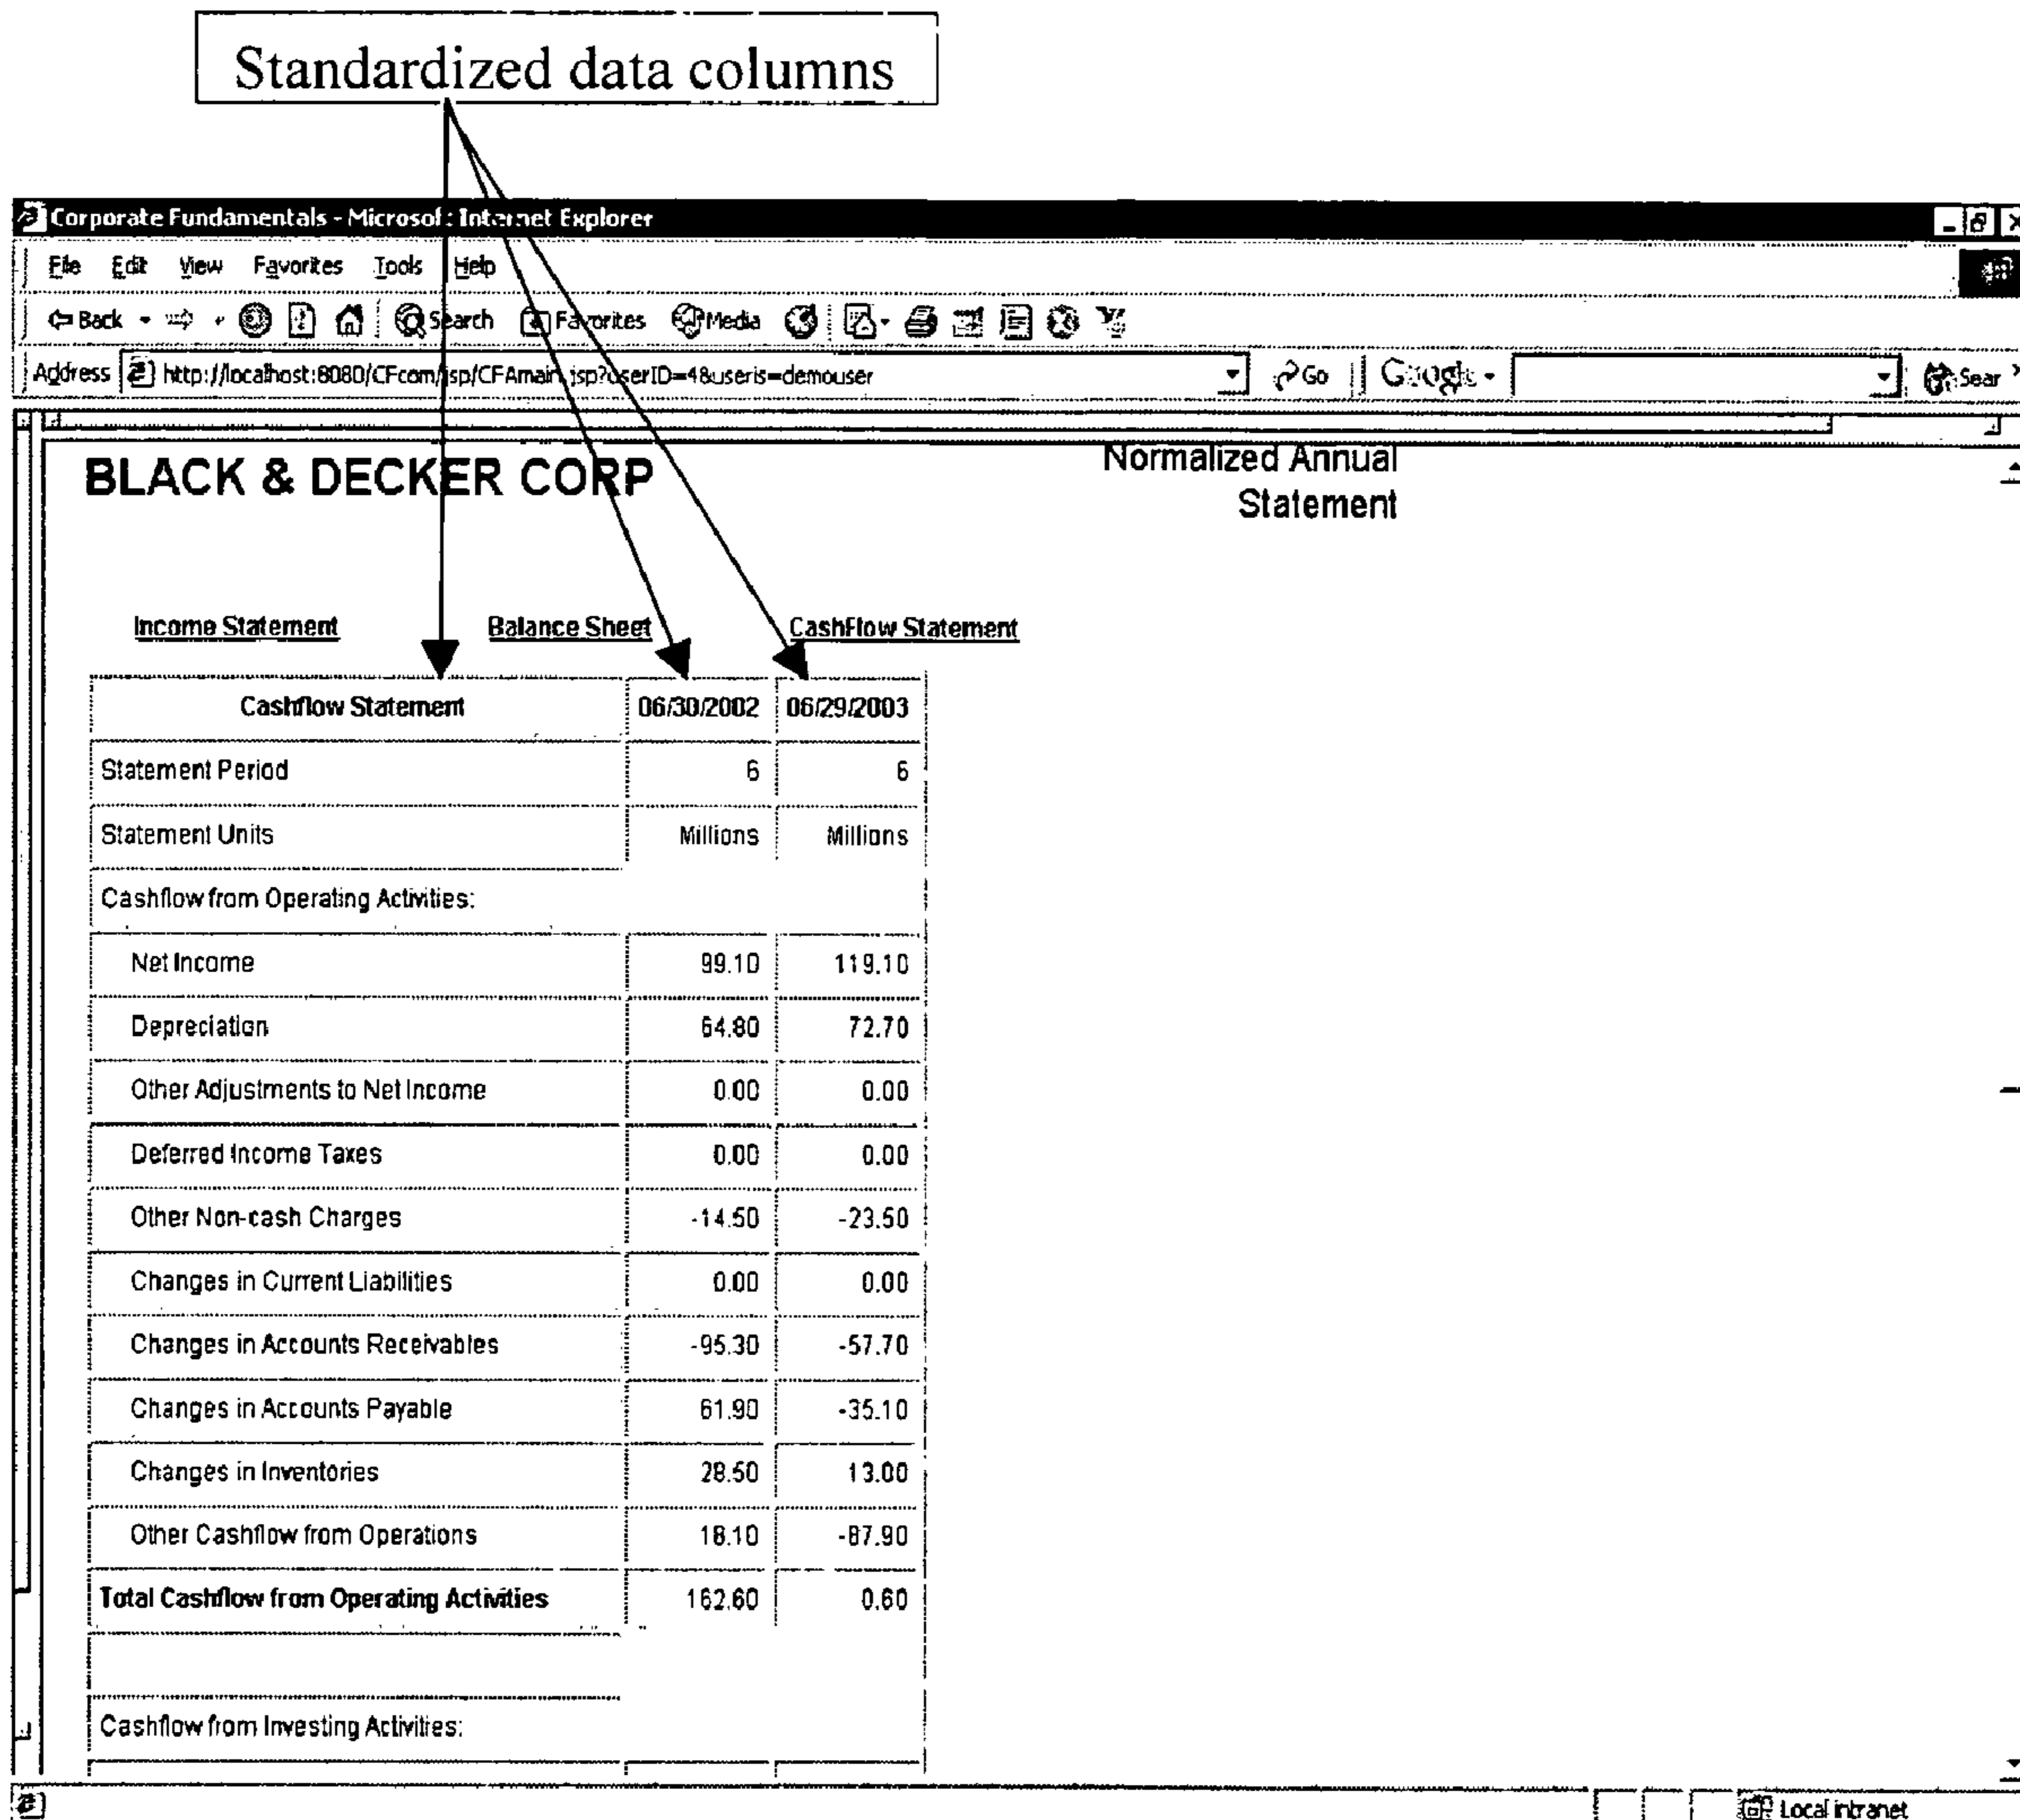 Standardized data columns
Corporate Fundamentals - Microsoft Internet Explorer
File Edit View Favorites Tools Help
Back Search Favorites Media
Address http://localhost:8080/CFcom/jsp/CFAmain.jsp?userID=4&useris=demouser Go Google Sear
BLACK & DECKER CORP
Normalized Annual
Statement
Income Statement Balance Sheet CashFlow Statement
Cashflow Statement 06/30/2002 06/29/2003
Statement Period 6 6
Statement Units Millions Millions
Cashflow from Operating Activities:
Net Income 99.10 119.10
Depreciation 64.80 72.70
Other Adjustments to Net Income 0.00 0.00
Deferred Income Taxes 0.00 0.00
Other Non-cash Charges -14.50 -23.50
Changes in Current Liabilities 0.00 0.00
Changes in Accounts Receivables -95.30 -57.70
Changes in Accounts Payable 61.90 -35.10
Changes in Inventories 28.50 13.00
Other Cashflow from Operations 18.10 -87.90
Total Cashflow from Operating Activities 162.60 0.60
Cashflow from Investing Activities:
Local intranet